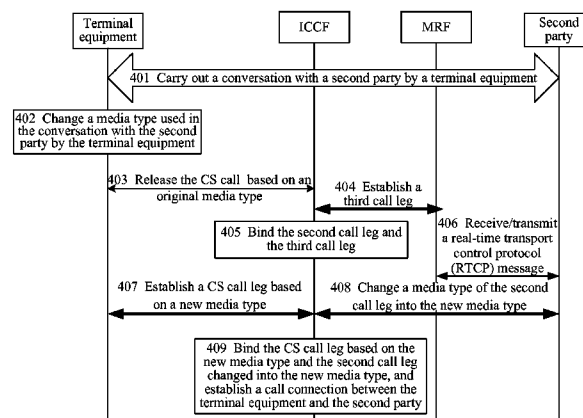 Terminal
equipment
ICCF
MRF
Second
party
401 Carry out a conversation with a second party by a terminal equipment
402 Change a media type used in
the conversation with the second
party by the terminal equipment
403 Release the CS call based on an
original media type
404 Establish a
third call leg
405 Bind the second call leg and
the third call leg
406 Receive/transmit
a real-time transport
control protocol
(RTCP) message
407 Establish a CS call leg based
on a new media type
408 Change a media type of the second
call leg into the new media type
409 Bind the CS call leg based on the
new media type and the second call leg
changed into the new media type, and
establish a call connection between the
terminal equipment and the second party